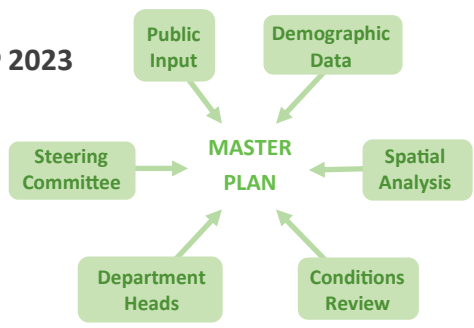 2023
Public
Input
Demographic
Data
Steering
Committee
MASTER
PLAN
Spatial
Analysis
Department
Heads
Conditions
Review